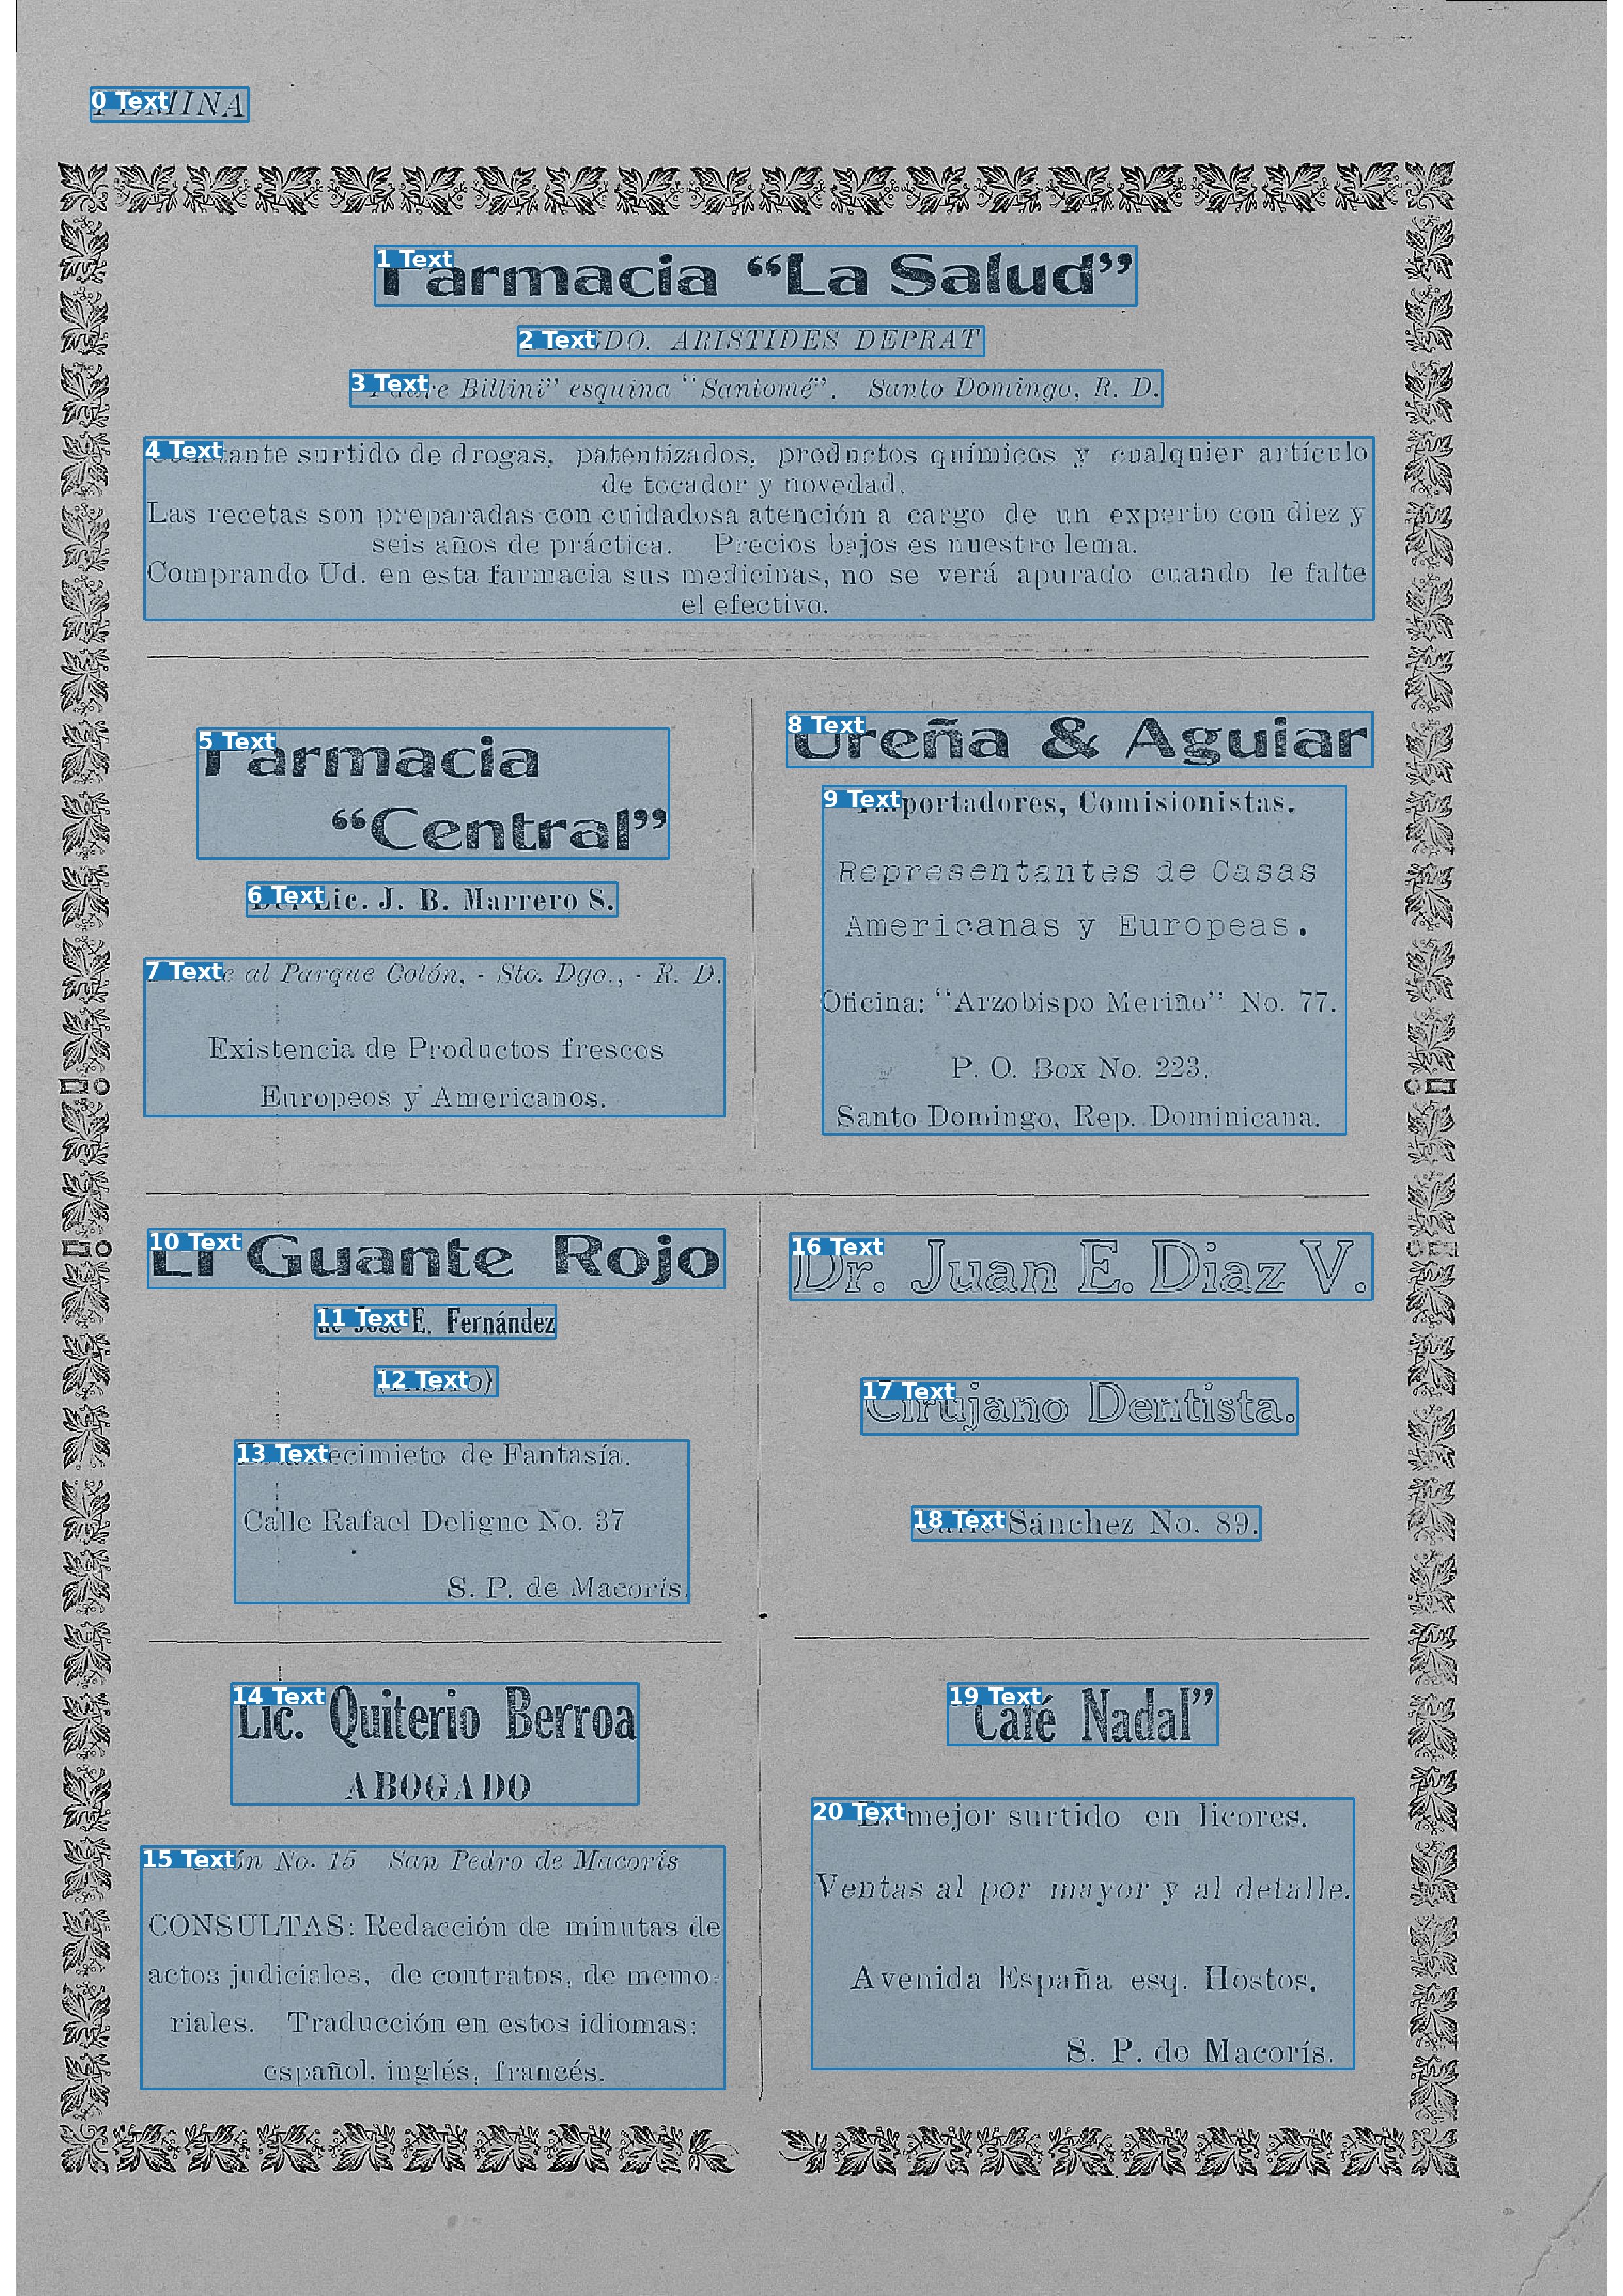 FEMINA
Farmacia “La Salud”
DO. ARISTIDES DEPRAT
Billini” esquina “Santomé”. Santo Domingo, R. D.
Constante surtido de drogas, patentizados, productos químicos y cualquier artículo
de tocador y novedad.
Las recetas son preparadas con cuidadosa atención a cargo de un experto con diez y
seis años de práctica. Precios bajos es nuestro lema.
Comprando Ud. en esta farmacia sus medicinas, no se verá apurado cuando le falte
el efectivo.
Farmacia
“Central”
Lic. J. B. Marrero S.
al Parque Colón, - Sto. Dgo., - R. D.
Existencia de Productos frescos
Europeos y Americanos.
Ureña & Aguiar
Importadores, Comisionistas.
Representantes de Casas
Americanas y Europeas.
Oficina: “Arzobispo Meriño” No. 77.
P. O. Box No. 223.
Santo Domingo, Rep. Dominicana.
El Guante Rojo
de José E. Fernández
Establecimieto de Fantasía.
Calle Rafael Deligne No. 37
S. P. de Macorís.
Lic. Quiterio Berroa
ABOGADO
No. 15 San Pedro de Macorís
CONSULTAS: Redacción de minutas de
actos judiciales, de contratos, de memo-
riales. Traducción en estos idiomas:
español. inglés, francés.
Dr. Juan E. Diaz V.
Cirujano Dentista.
Calle Sánchez No. 89.
“Café Nadal”
El mejor surtido en licores.
Ventas al por mayor y al detalle.
Avenida España esq. Hostos.
S. P. de Macorís.